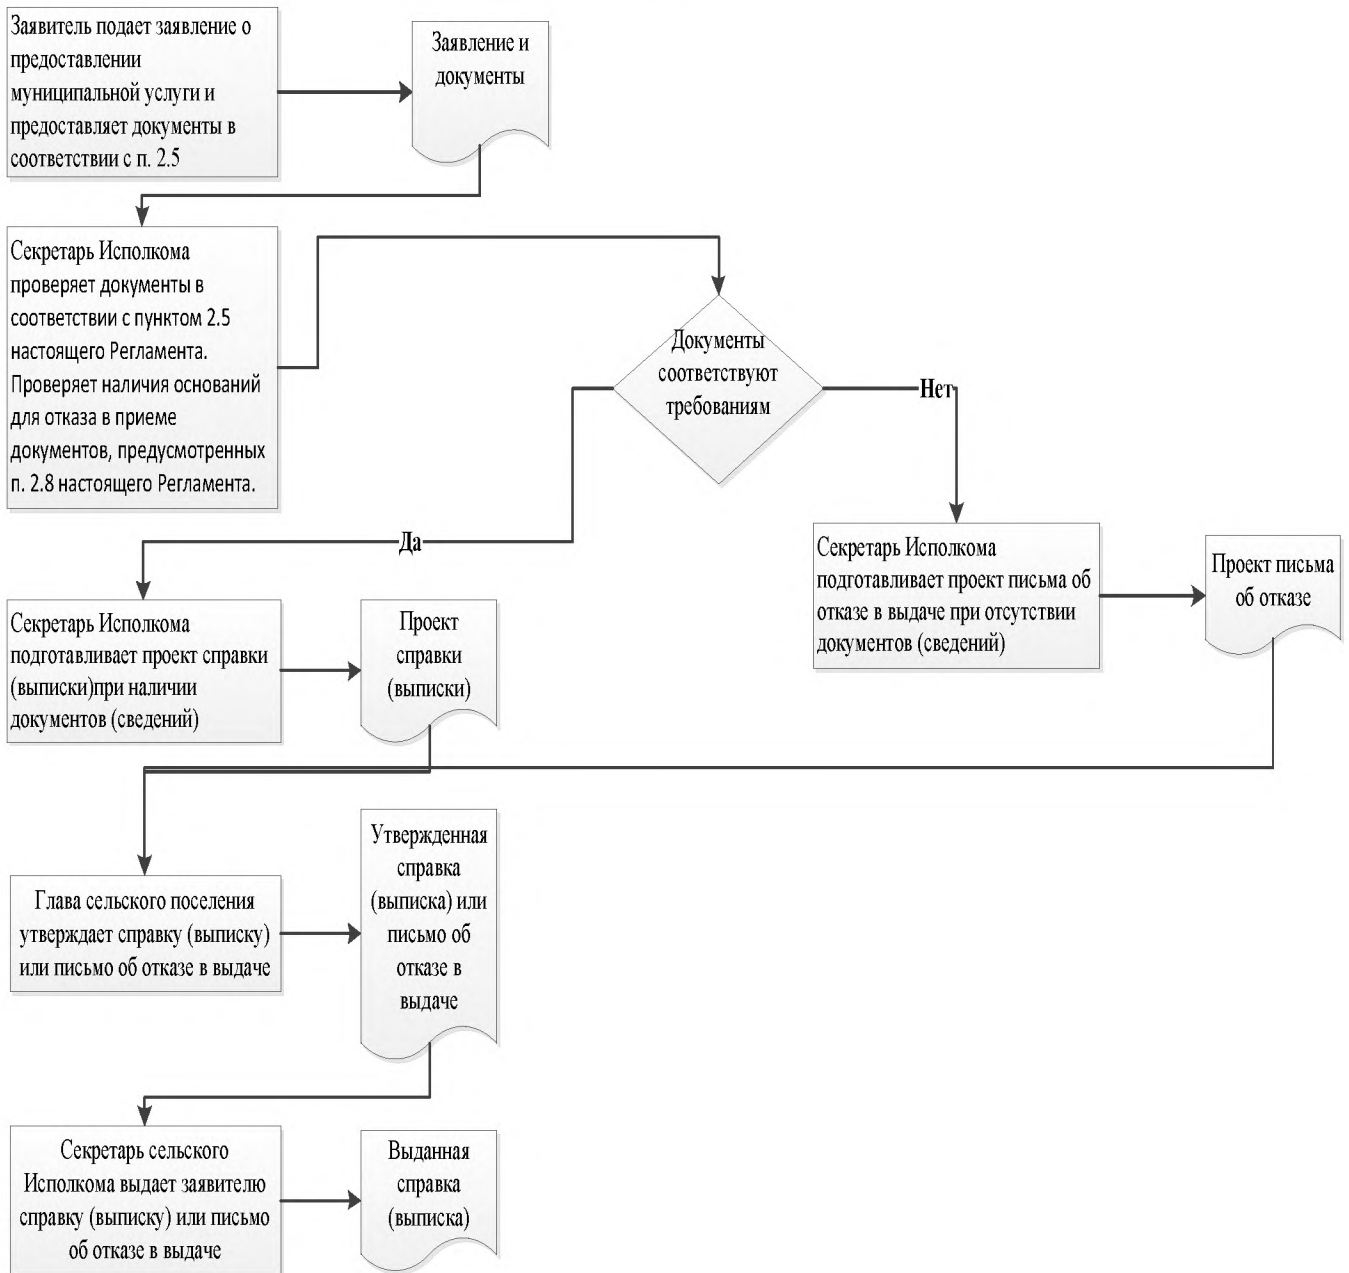 Заявитель подает заявление о
предоставлении
муниципальной услуги и
предоставляет документы в
соответствии с п. 2.5
Заявление и
документы
Секретарь Исполкома
проверяет документы в
соответствии с пунктом 2.5
настоящего Регламента.
Проверяет наличия оснований
для отказа в приеме
документов, предусмотренных
п. 2.8 настоящего Регламента.
Документы
соответствуют
требованиям
Нет
Да
Секретарь Исполкома
подготавливает проект письма об
отказе в выдаче при отсутствии
документов (сведений)
Проект письма
об отказе
Секретарь Исполкома
подготавливает проект справки
(выписки)при наличии
документов (сведений)
Проект
справки
(выписки)
Глава сельского поселения
утверждает справку (выписку)
или письмо об отказе в выдаче
Утвержденная
справка
(выписка) или
письмо об
отказе в
выдаче
Секретарь сельского
Исполкома выдает заявителю
справку (выписку) или письмо
об отказе в выдаче
Выданная
справка
(выписка)